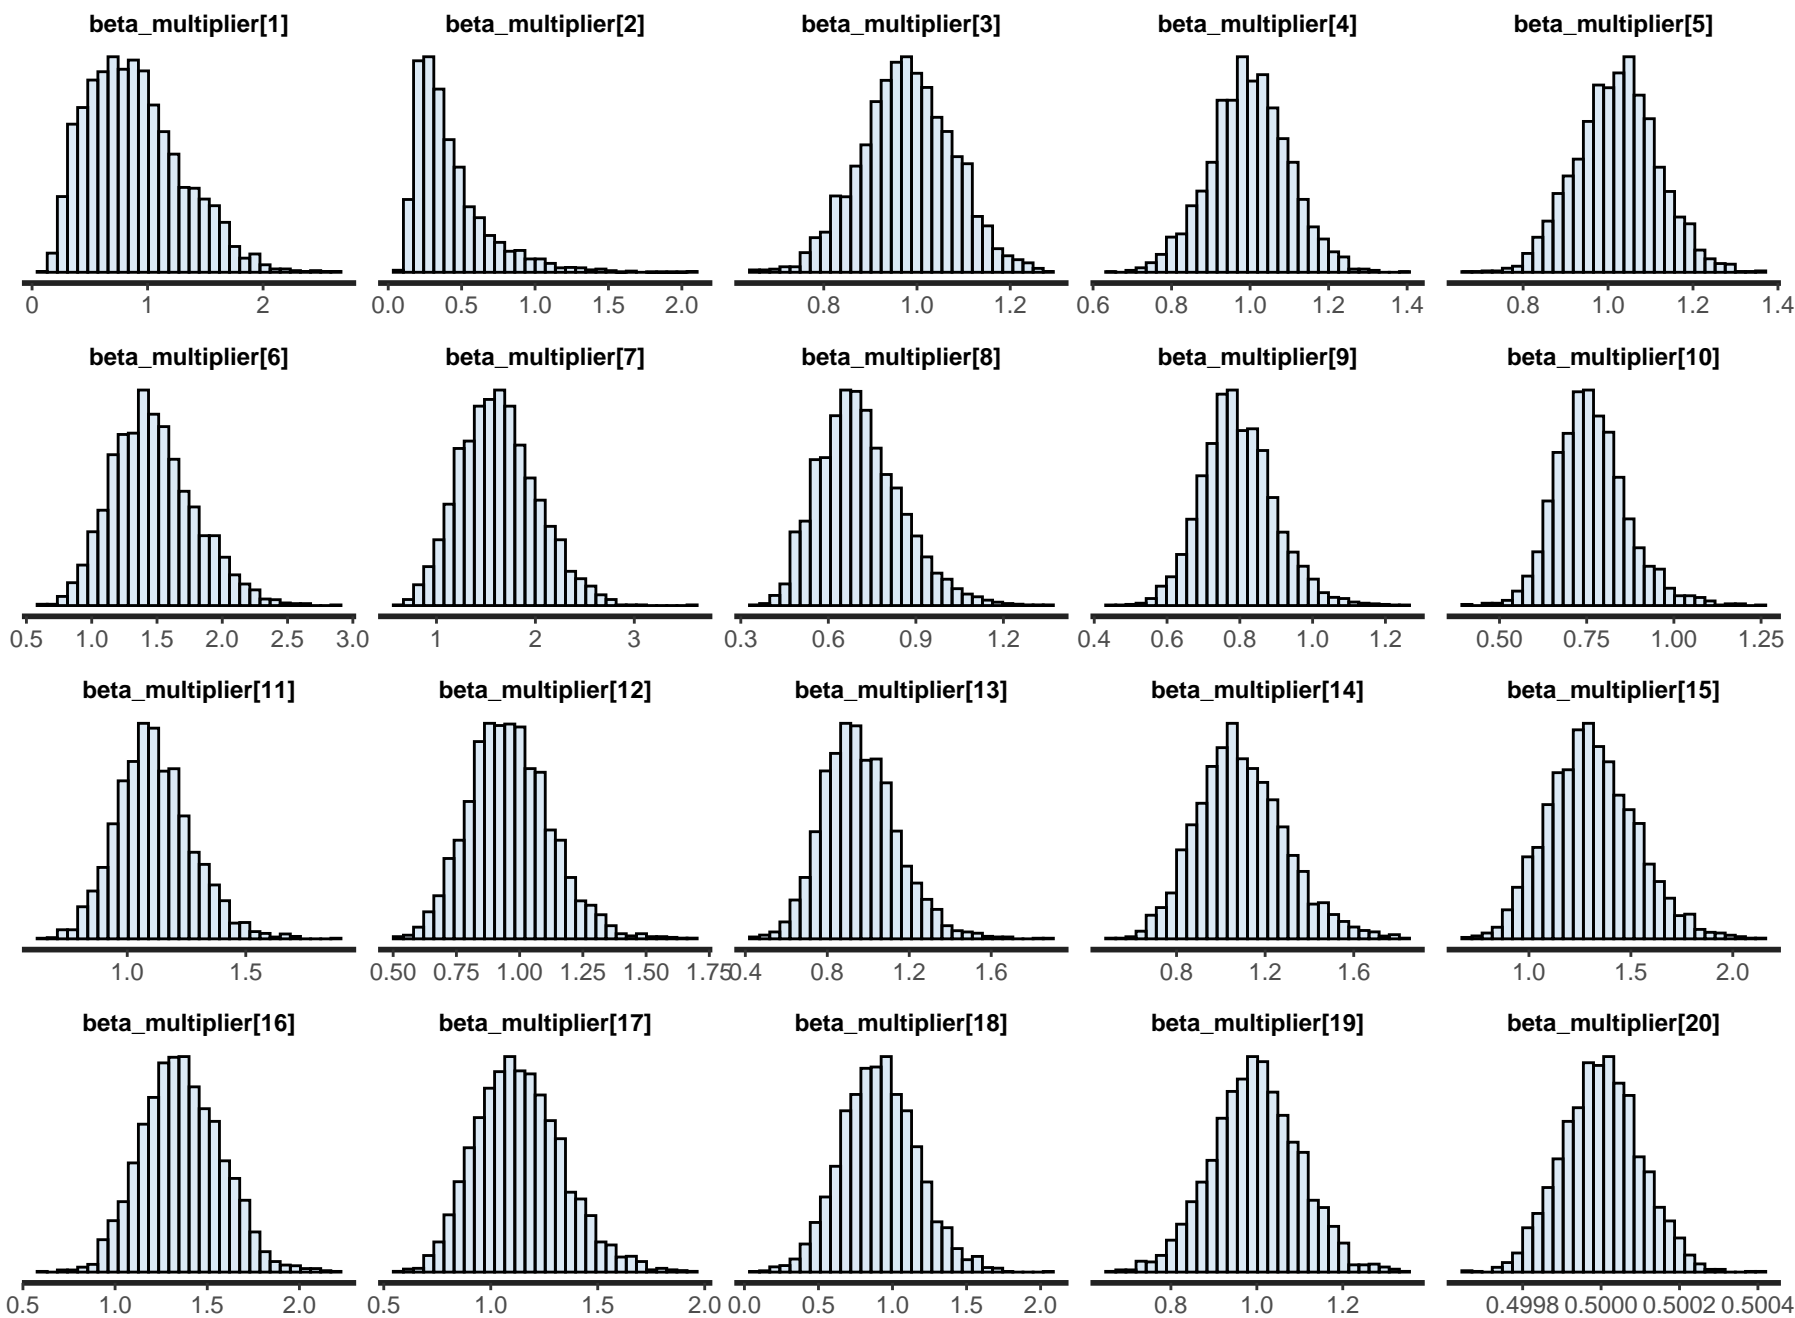 beta_multiplier[1] beta_multiplier[2] beta_multiplier[3] beta_multiplier[4] beta_multiplier[5]
0 1 2 0.0 0.5 1.0 1.5 2.0 0.8 1.0 1.2 0.6 0.8 1.0 1.2 1.4 0.8 1.0 1.2 1.4
beta_multiplier[6] beta_multiplier[7] beta_multiplier[8] beta_multiplier[9] beta_multiplier[10]
0.5 1.0 1.5 2.0 2.5 3.0 1 2 3 0.3 0.6 0.9 1.2 0.4 0.6 0.8 1.0 1.2 0.50 0.75 1.00 1.25
beta_multiplier[11] beta_multiplier[12] beta_multiplier[13] beta_multiplier[14] beta_multiplier[15]
1.0 1.5 0.50 0.75 1.00 1.25 1.50 1.75 0.4 0.8 1.2 1.6 0.8 1.2 1.6 1.0 1.5 2.0
beta_multiplier[16] beta_multiplier[17] beta_multiplier[18] beta_multiplier[19] beta_multiplier[20]
0.5 1.0 1.5 2.0 0.5 1.0 1.5 2.0 0.0 0.5 1.0 1.5 2.0 0.8 1.0 1.2 0.4998 0.5000 0.5002 0.5004